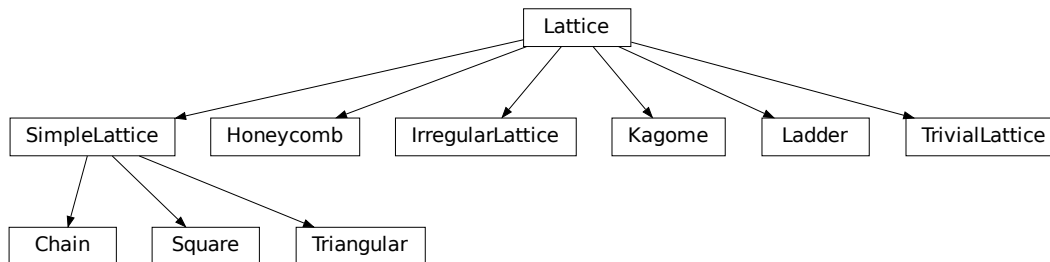 Lattice
SimpleLattice
Honeycomb
IrregularLattice
Kagome
Ladder
TrivialLattice
Chain
Square
Triangular